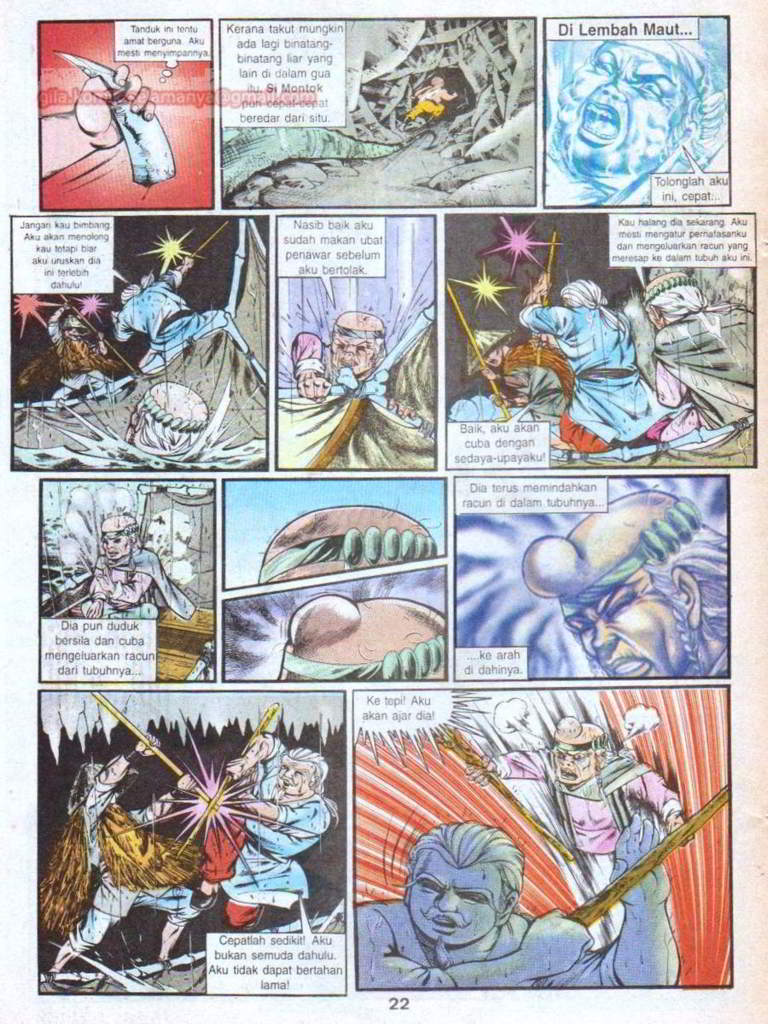 Tanduk ini tentu
amat berguna. Aku
mesti menyimpannya.
Kerana takut mungkin
ada lagi binatang-
binatang liar yang
lain di dalam gua
itu. Si Montok
pun cepat-cepat
beredar dari situ.
Di Lembah Maut...
Tolonglah aku
ini, cepat...
Jangan kau bimbang.
Aku akan menolong
kau tetapi biar
aku uruskan dia
ini terlebih
dahulu!
Nasib baik aku
sudah makan ubat
penawar sebelum
aku bertolak.
Kau halang dia sekarang. Aku
mesti mengatur pernafasanku
dan mengeluarkan racun yang
meresap ke dalam tubuh aku ini.
Baik, aku akan
cuba dengan
sedaya-upayaku!
Dia pun duduk
bersila dan cuba
mengeluarkan racun
dari tubuhnya...
Dia terus memindahkan
racun di dalam tubuhnya...
....ke arah
di dahinya.
Cepatlah sedikit! Aku
bukan semuda dahulu.
Aku tidak dapat bertahan
lama!
Ke tepi! Aku
akan ajar dia!
22